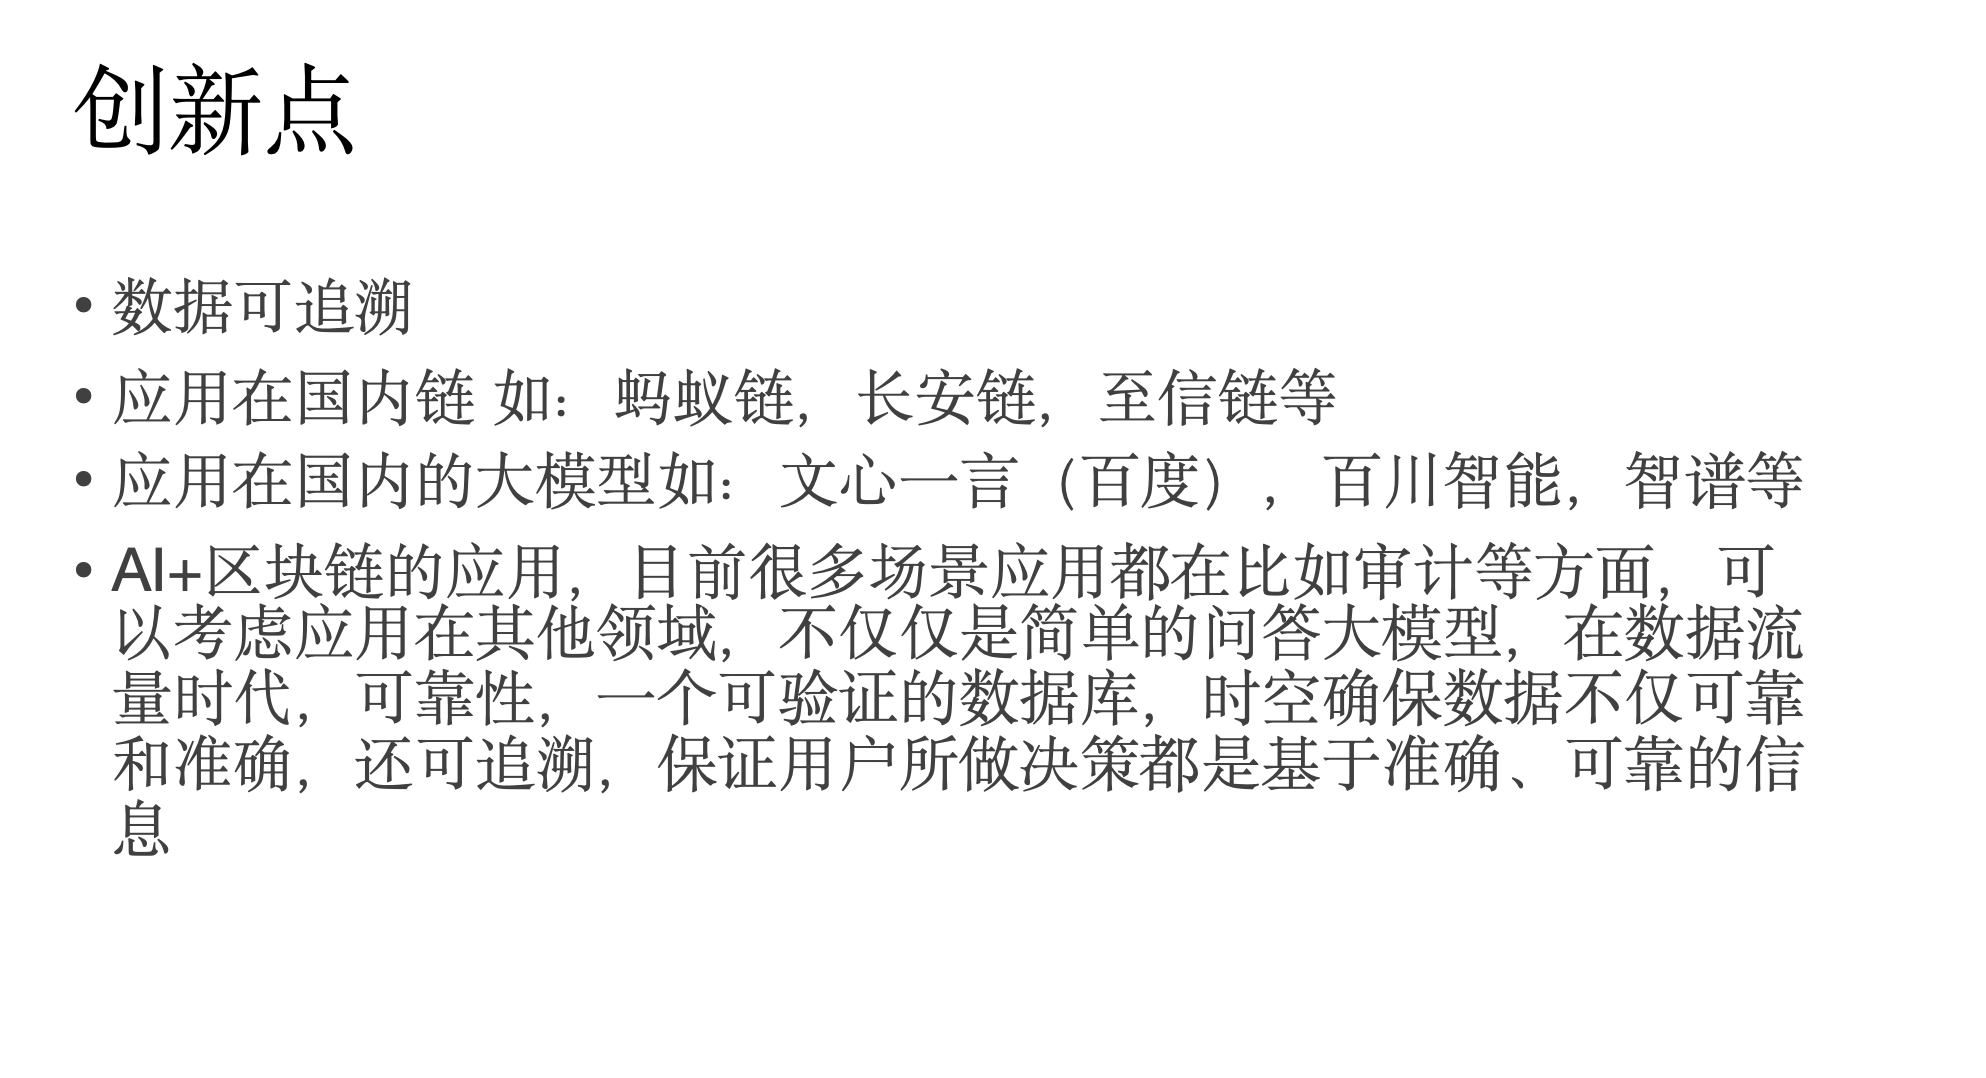 创新点
• 数据可追溯
• 应用在国内链 如：蚂蚁链，长安链，至信链等
• 应用在国内的大模型如：文心一言（百度），百川智能，智谱等
• AI+区块链的应用，目前很多场景应用都在比如审计等方面，可
以考虑应用在其他领域，不仅仅是简单的问答大模型，在数据流
量时代，可靠性，一个可验证的数据库，时空确保数据不仅可靠
和准确，还可追溯，保证用户所做决策都是基于准确、可靠的信
息